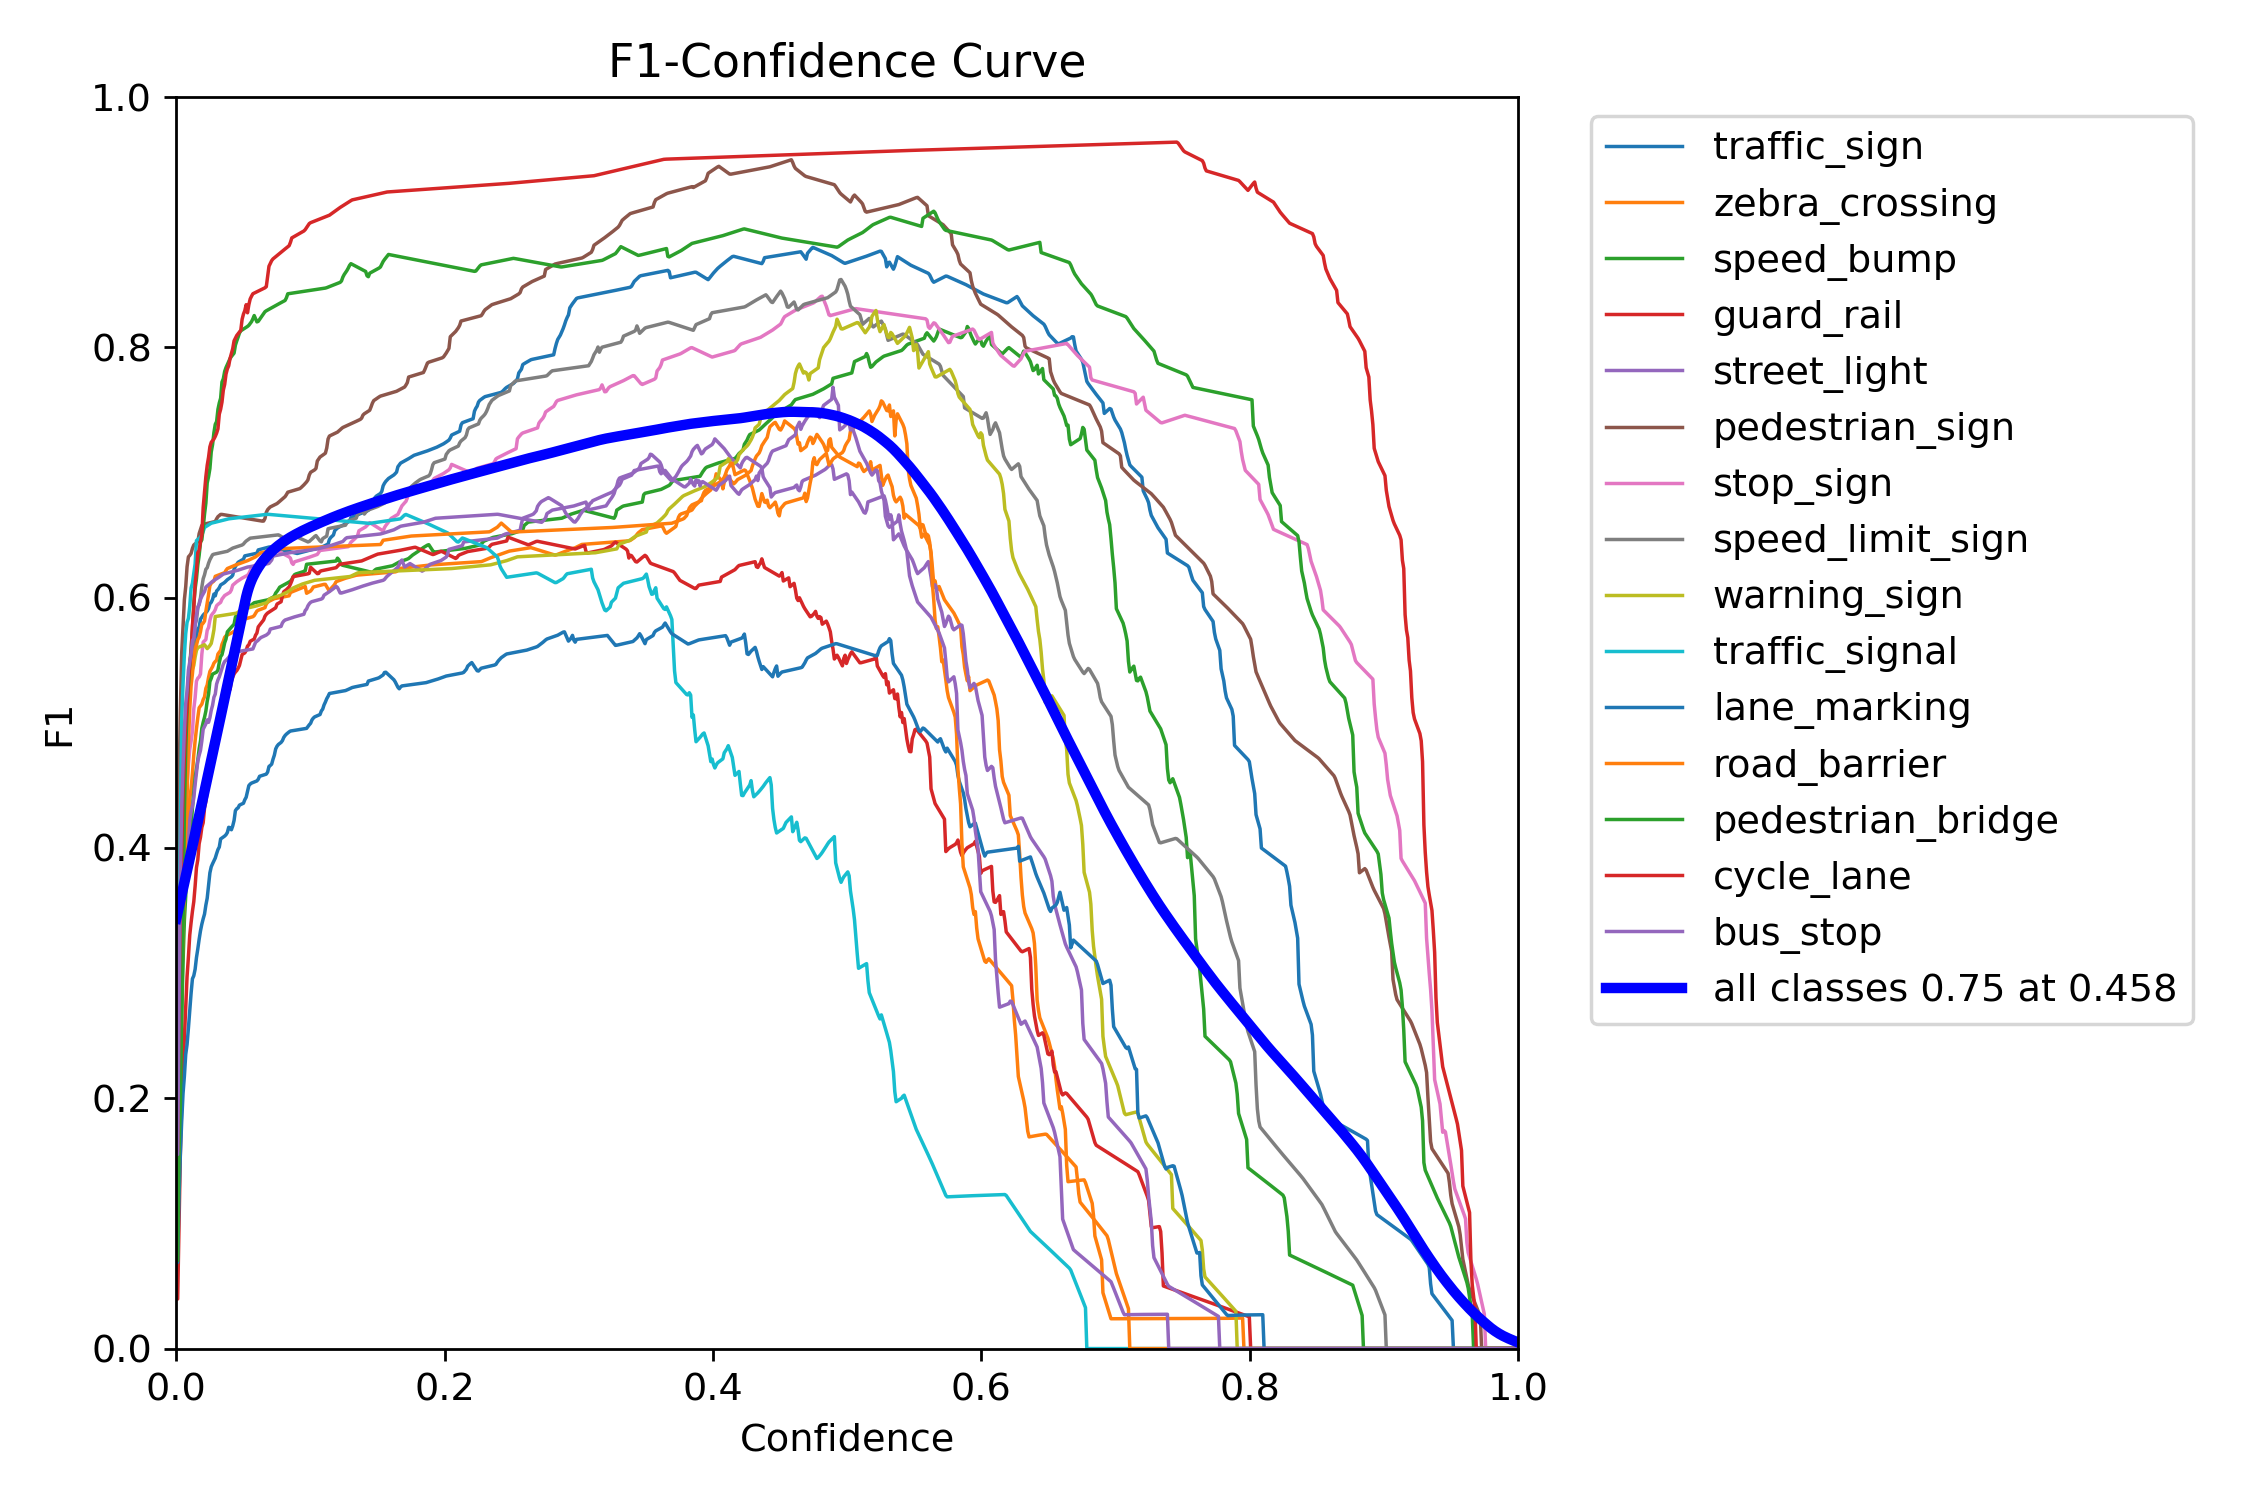 F1-Confidence Curve
1.0
0.8
0.6
0.4
0.2
0.0
F1
0.0 0.2 0.4 0.6 0.8 1.0
Confidence
traffic_sign
zebra_crossing
speed_bump
guard_rail
street_light
pedestrian_sign
stop_sign
speed_limit_sign
warning_sign
traffic_signal
lane_marking
road_barrier
pedestrian_bridge
cycle_lane
bus_stop
all classes 0.75 at 0.458